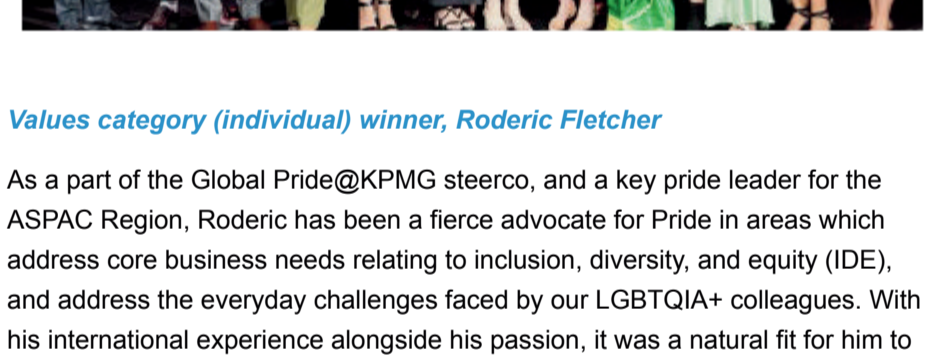 Values category (individual) winner, Roderic Fletcher
As a part of the Global Pride@KPMG steerco, and a key pride leader for the
ASPAC Region, Roderic has been a fierce advocate for Pride in areas which
address core business needs relating to inclusion, diversity, and equity (IDE),
and address the everyday challenges faced by our LGBTQIA+ colleagues. With
his international experience alongside his passion, it was a natural fit for him to